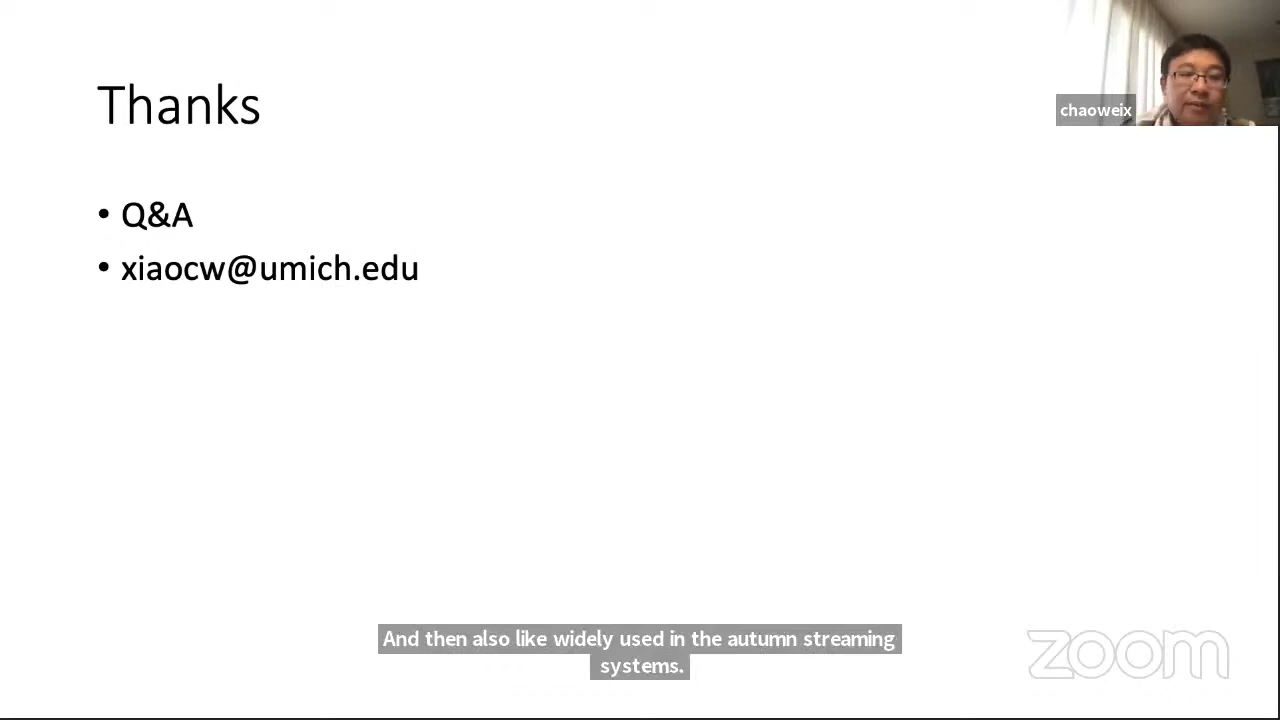 Thanks
chaoweix
• Q&A
• xiaocw@umich.edu
And then also like widely used in the autumn streaming
systems.
zoom